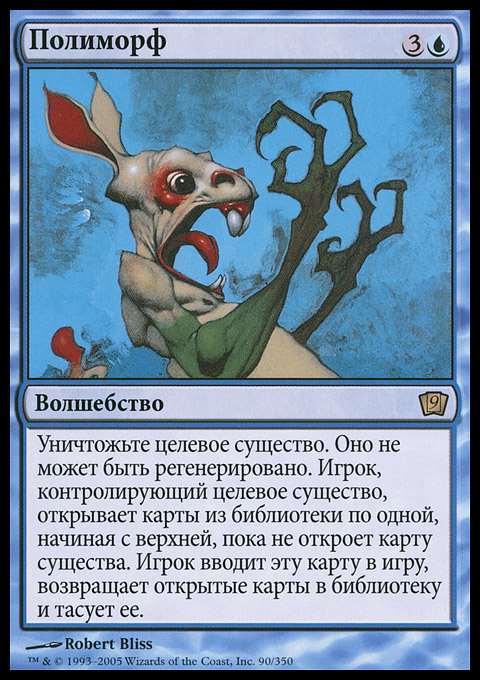 Полиморф 3
Волшебство 9
Уничтожьте целевое существо. Оно не
может быть регенерировано. Игрок,
контролирующий целевое существо,
открывает карты из библиотеки по одной,
начиная с верхней, пока не откроет карту
существа. Игрок вводит эту карту в игру,
возвращает открытые карты в библиотеку
и тасует ее.
Robert Bliss
™ & © 1993–2005 Wizards of the Coast, Inc. 90/350